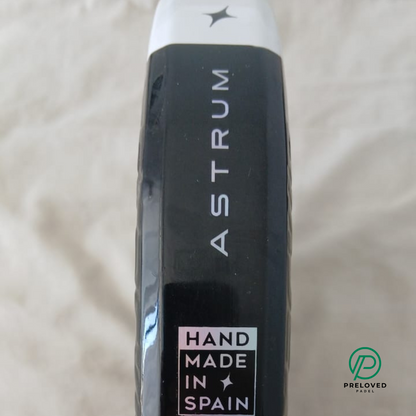 ASTRUM
HAND
MADE
IN
SPAIN
PRELOVED
PADEL